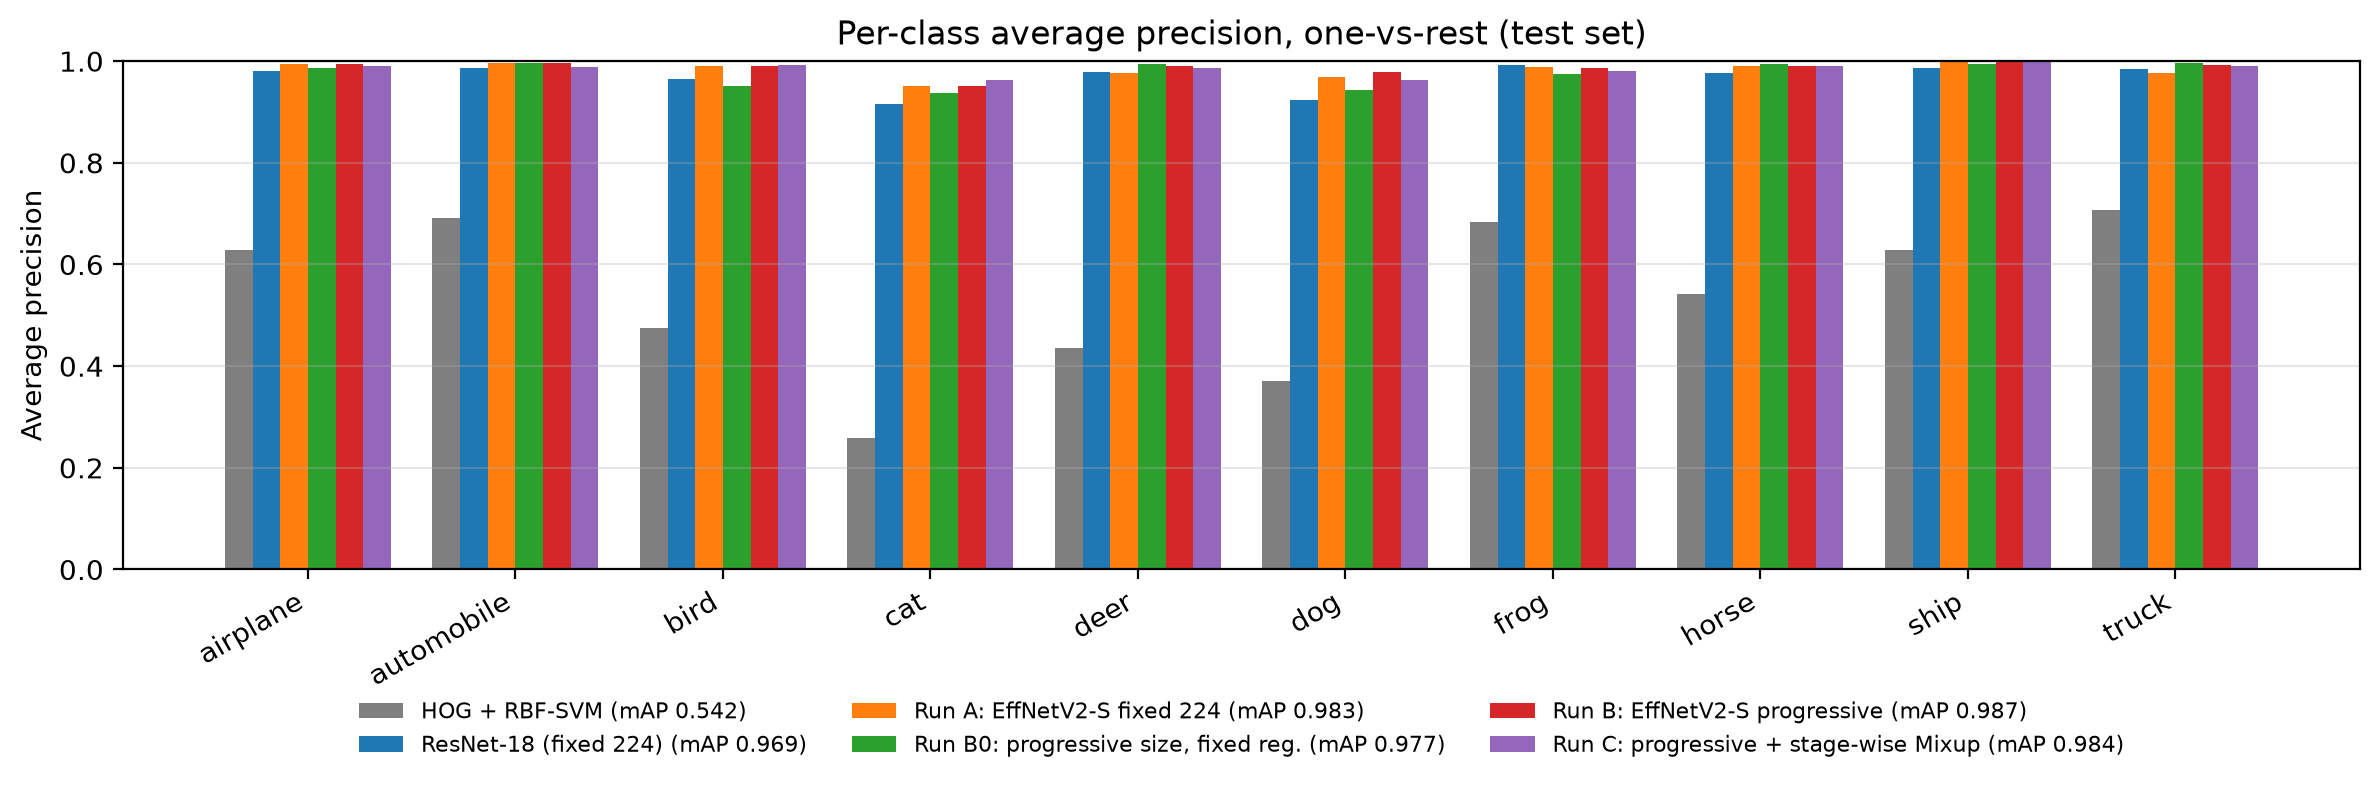 Per-class average precision, one-vs-rest (test set)
Average precision
1.0
0.8
0.6
0.4
0.2
0.0
airplane
automobile
bird
cat
deer
dog
frog
horse
ship
truck
HOG + RBF-SVM (mAP 0.542)
ResNet-18 (fixed 224) (mAP 0.969)
Run A: EffNetV2-S fixed 224 (mAP 0.983)
Run B0: progressive size, fixed reg. (mAP 0.977)
Run B: EffNetV2-S progressive (mAP 0.987)
Run C: progressive + stage-wise Mixup (mAP 0.984)